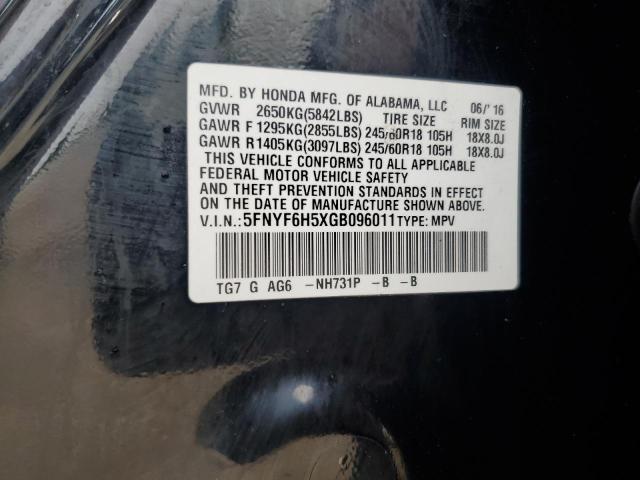 MFD. BY HONDA MFG. OF ALABAMA, LLC 06/'16
GVWR 2650KG(5842LBS) TIRE SIZE RIM SIZE
GAWR F 1295KG(2855LBS) 245/60R18 105H 18X8.0J
GAWR R1405KG(3097LBS) 245/60R18 105H 18X8.0J
THIS VEHICLE CONFORMS TO ALL APPLICABLE
FEDERAL MOTOR VEHICLE SAFETY
AND THEFT PREVENTION STANDARDS IN EFFECT
ON THE DATE OF MANUFACTURE SHOWN ABOVE.
V.I.N.: 5FNYF6H5XGB096011 TYPE: MPV
TG7 G AG6 –NH731P –B –B